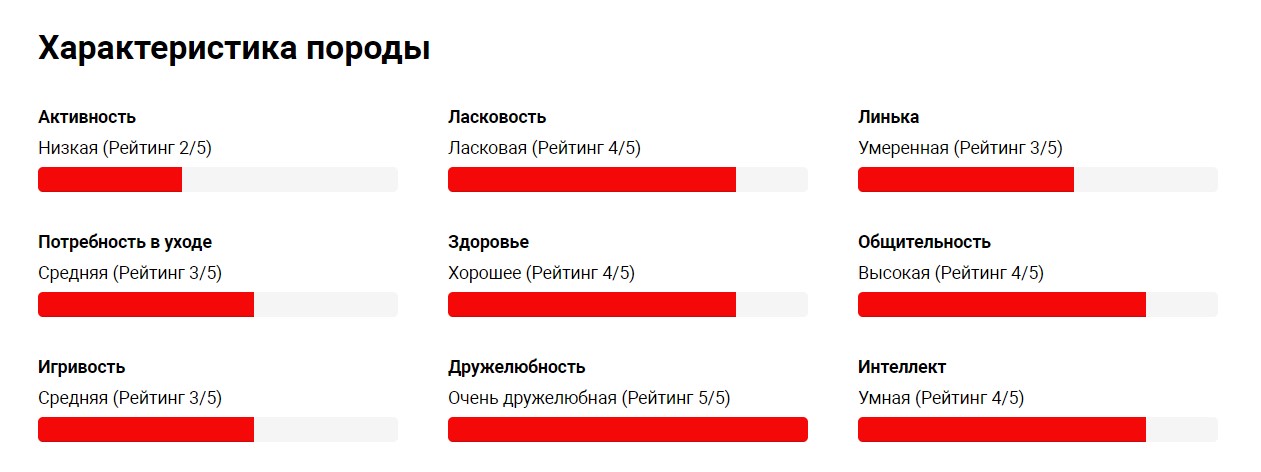 Характеристика породы
Активность
Низкая (Рейтинг 2/5)
Ласковость
Ласковая (Рейтинг 4/5)
Линька
Умеренная (Рейтинг 3/5)
Потребность в уходе
Средняя (Рейтинг 3/5)
Здоровье
Хорошее (Рейтинг 4/5)
Общительность
Высокая (Рейтинг 4/5)
Игривость
Средняя (Рейтинг 3/5)
Дружелюбность
Очень дружелюбная (Рейтинг 5/5)
Интеллект
Умная (Рейтинг 4/5)